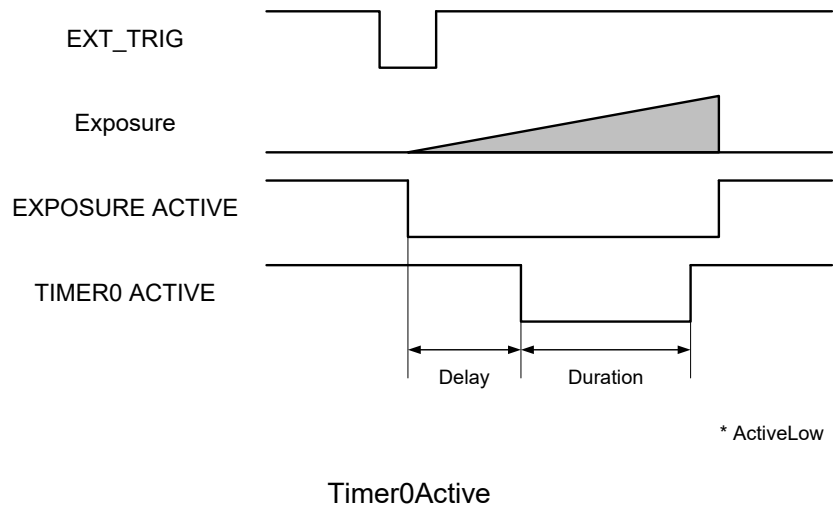 EXT_TRIG
Exposure
EXPOSURE ACTIVE
TIMER0 ACTIVE
Delay
Duration
* ActiveLow
Timer0Active